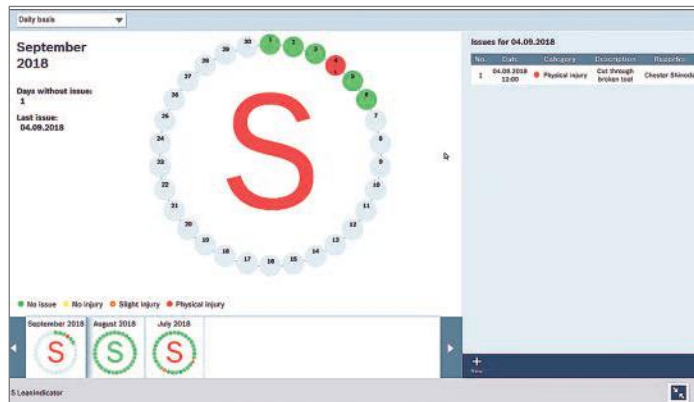 Daily basis
September
2018
Days without issue:
1
Last issue:
04.09.2018
S
1
2
3
4
5
6
7
8
9
10
11
12
13
14
15
16
17
18
19
20
21
22
23
24
25
26
27
28
29
30
No issue No injury Slight injury Physical injury
September 2018 August 2018 July 2018
S S S
Issues for 04.09.2018
No. Date Category Description
1 04.09.2018 12:00 Physical injury Cut through broken tool Chester Shinoda
+
New
S LeanIndicator